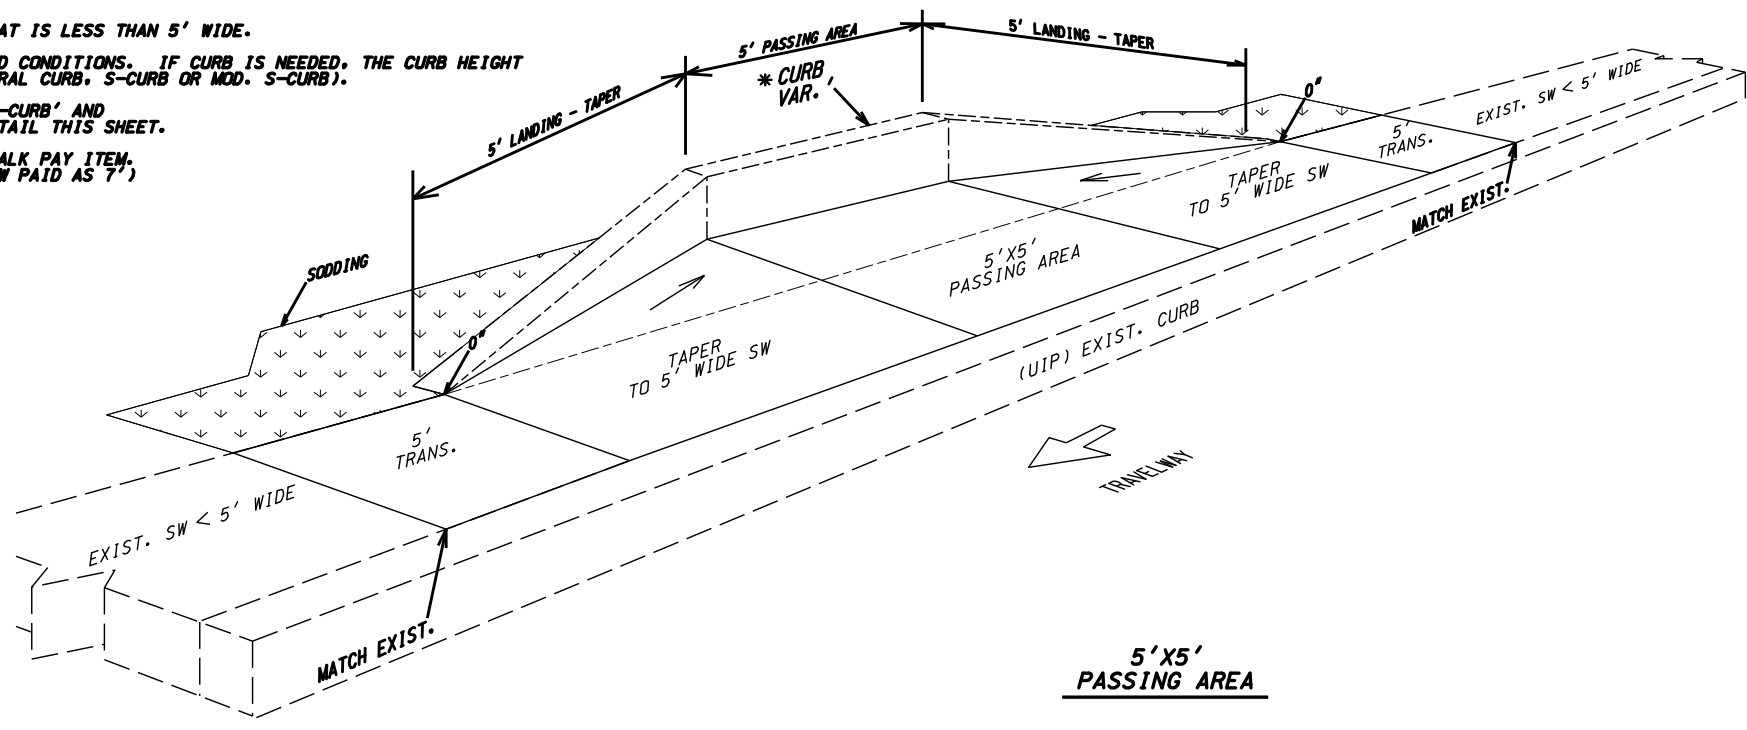 AT IS LESS THAN 5' WIDE.
D CONDITIONS. IF CURB IS NEEDED, THE CURB HEIGHT
RAL CURB, S-CURB OR MOD. S-CURB).
-CURB' AND
TAIL THIS SHEET.
ALK PAY ITEM.
W PAID AS 7')
5' LANDING - TAPER
5' PASSING AREA
5' LANDING - TAPER
* CURB
VAR.
0"
EXIST. SW < 5' WIDE
5'
TRANS.
TAPER
TO 5' WIDE SW
MATCH EXIST.
5'X5'
PASSING AREA
SODDING
0"
TAPER
TO 5' WIDE SW
(UIP) EXIST. CURB
5'
TRANS.
TRAVELWAY
EXIST. SW < 5' WIDE
MATCH EXIST.
5'X5'
PASSING AREA